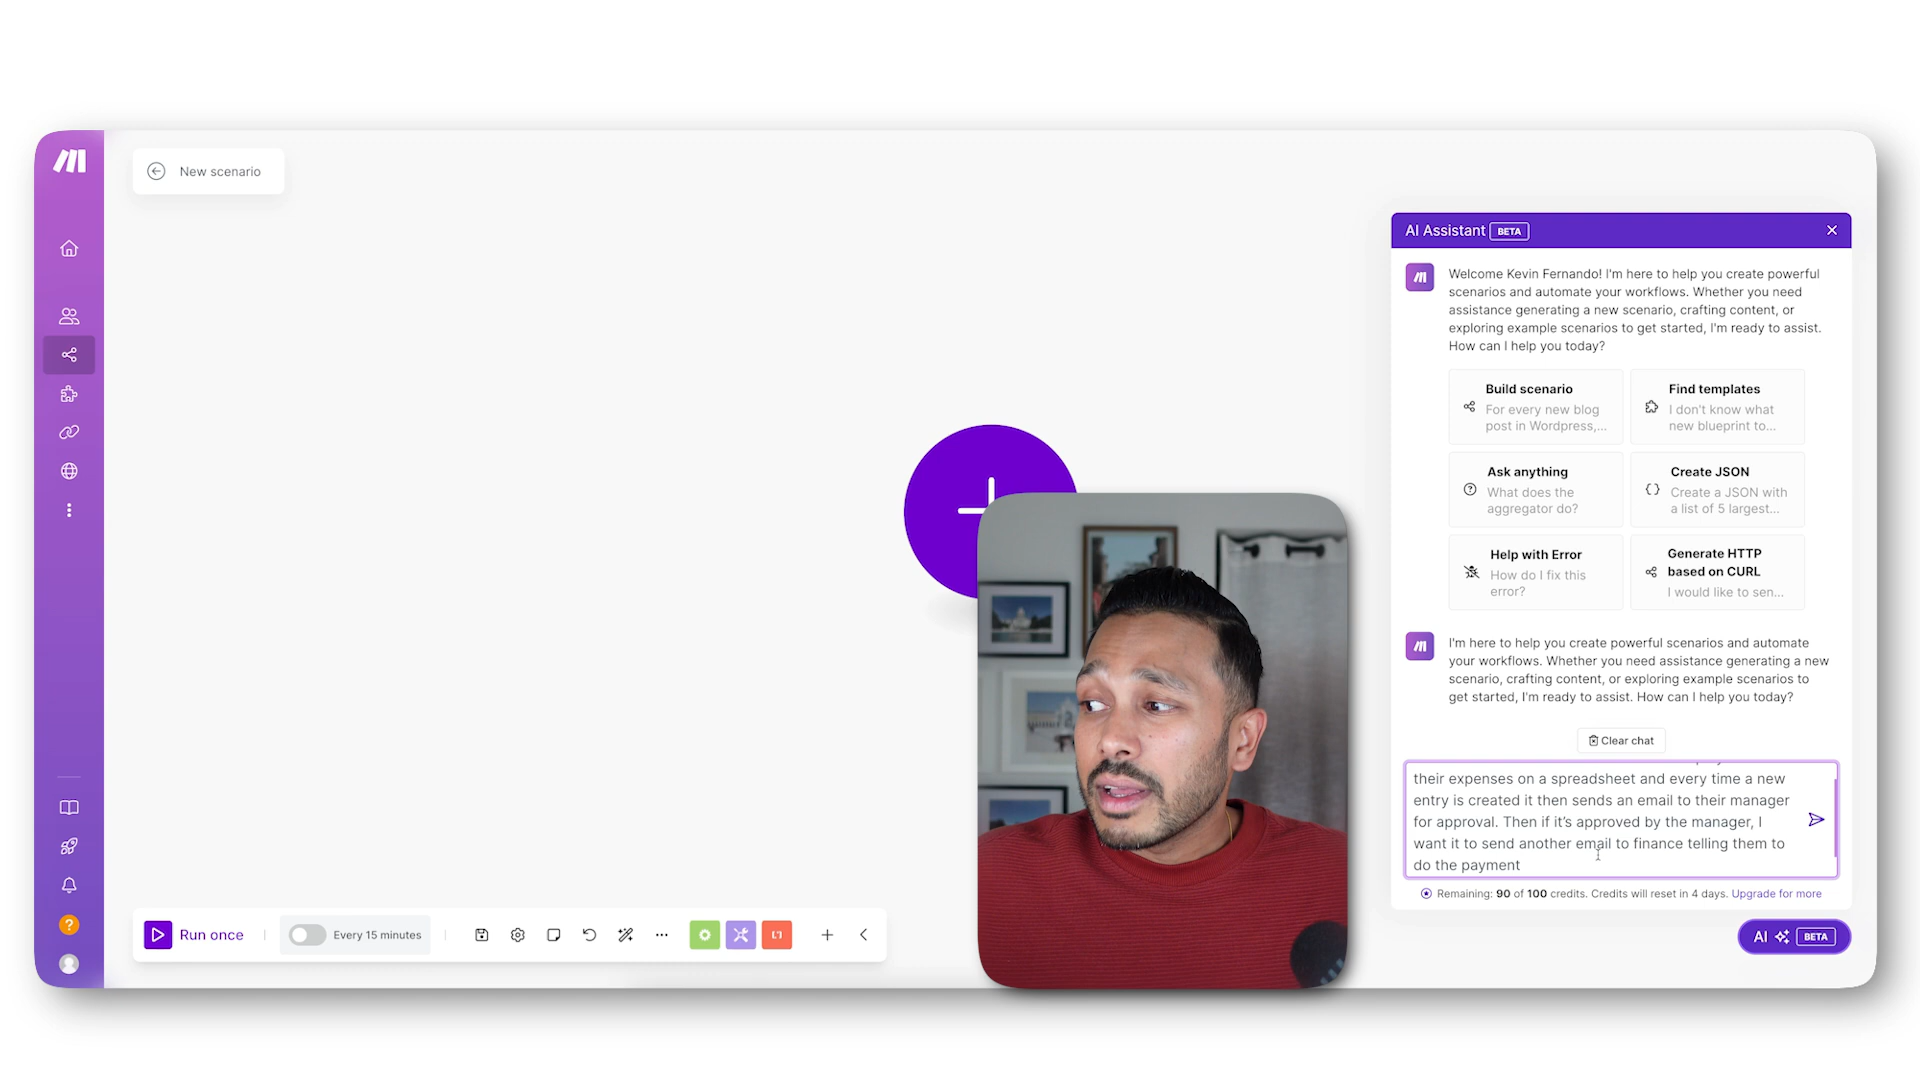 New scenario
AI Assistant BETA
Welcome Kevin Fernando! I'm here to help you create powerful
scenarios and automate your workflows. Whether you need
assistance generating a new scenario, crafting content, or
exploring example scenarios to get started, I'm ready to assist.
How can I help you today?
Build scenario
For every new blog
post in Wordpress,...
Find templates
I don't know what
new blueprint to...
Ask anything
What does the
aggregator do?
Create JSON
Create a JSON with
a list of 5 largest...
Help with Error
How do I fix this
error?
Generate HTTP
based on CURL
I would like to sen...
I'm here to help you create powerful scenarios and automate
your workflows. Whether you need assistance generating a new
scenario, crafting content, or exploring example scenarios to
get started, I'm ready to assist. How can I help you today?
Clear chat
their expenses on a spreadsheet and every time a new
entry is created it then sends an email to their manager
for approval. Then if it’s approved by the manager, I
want it to send another email to finance telling them to
do the payment
Remaining: 90 of 100 credits. Credits will reset in 4 days. Upgrade for more
Run once
Every 15 minutes
AI BETA